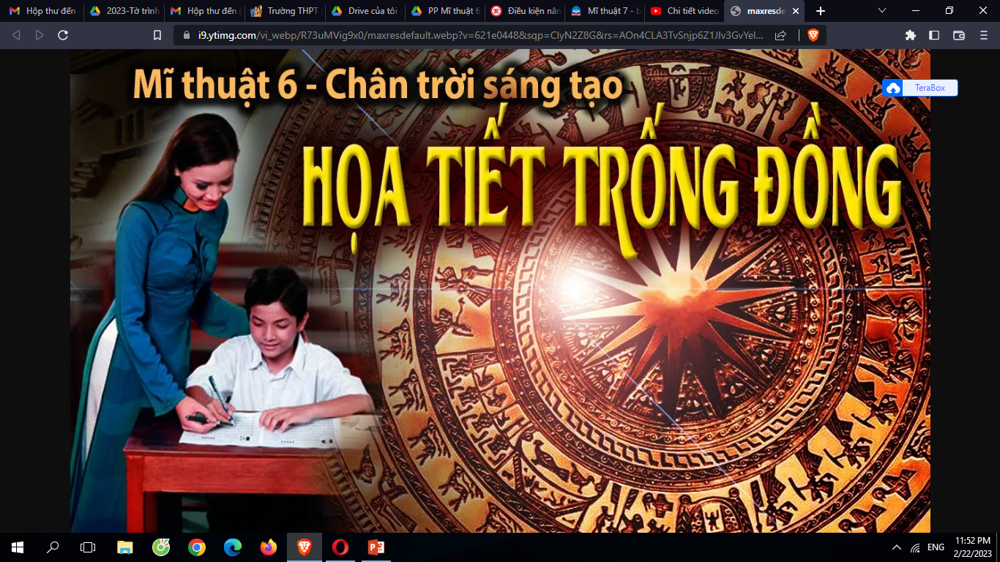 Hộp thư đến -
2023-Tờ trình
Hộp thư đến (
Trường THPT
Drive của tôi -
PP Mĩ thuật 6
Điều kiện nân
Mĩ thuật 7 - b
Chi tiết video
maxresde
i9.ytimg.com/vi_webp/R73uMVig9x0/maxresdefault.webp?v=621e0448&sqp=CIyN2Z8G&rs=AOn4CLA3TvSnjp6Z1JIv3GvYel...
Mĩ thuật 6 - Chân trời sáng tạo
TeraBox
HỌA TIẾT TRỐNG ĐỒNG
ENG
11:52 PM
2/22/2023